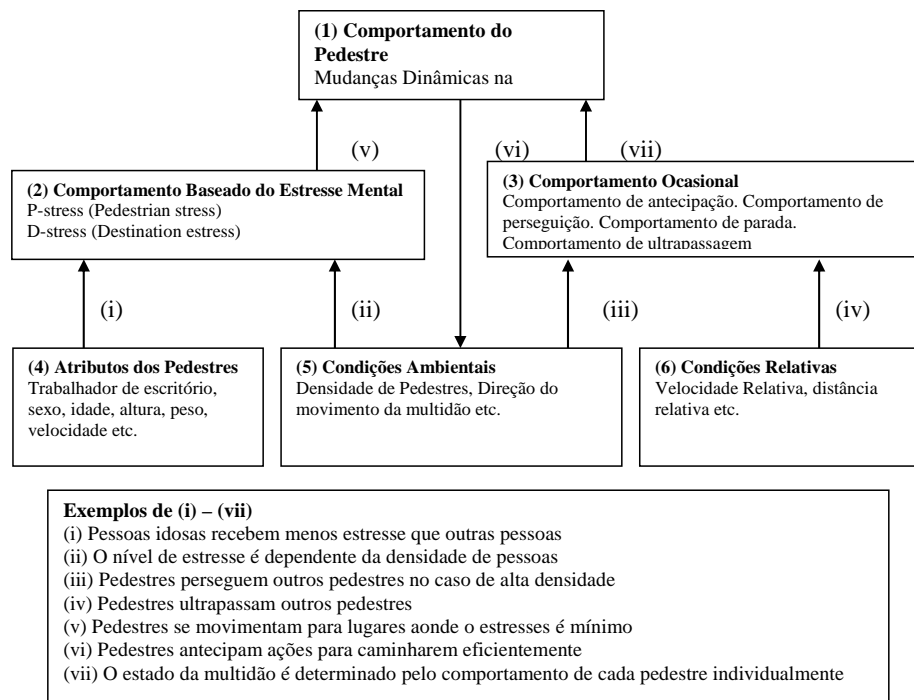 (1) Comportamento do
Pedestre
Mudanças Dinâmicas na
(v)
(vi)
(vii)
(2) Comportamento Baseado do Estresse Mental
P-stress (Pedestrian stress)
D-stress (Destination estress)
(3) Comportamento Ocasional
Comportamento de antecipação. Comportamento de
perseguição. Comportamento de parada.
Comportamento de ultrapassagem
(i)
(ii)
(iii)
(iv)
(4) Atributos dos Pedestres
Trabalhador de escritório,
sexo, idade, altura, peso,
velocidade etc.
(5) Condições Ambientais
Densidade de Pedestres, Direção do
movimento da multidão etc.
(6) Condições Relativas
Velocidade Relativa, distância
relativa etc.
Exemplos de (i) – (vii)
(i) Pessoas idosas recebem menos estresse que outras pessoas
(ii) O nível de estresse é dependente da densidade de pessoas
(iii) Pedestres perseguem outros pedestres no caso de alta densidade
(iv) Pedestres ultrapassam outros pedestres
(v) Pedestres se movimentam para lugares aonde o estresses é mínimo
(vi) Pedestres antecipam ações para caminharem eficientemente
(vii) O estado da multidão é determinado pelo comportamento de cada pedestre individualmente